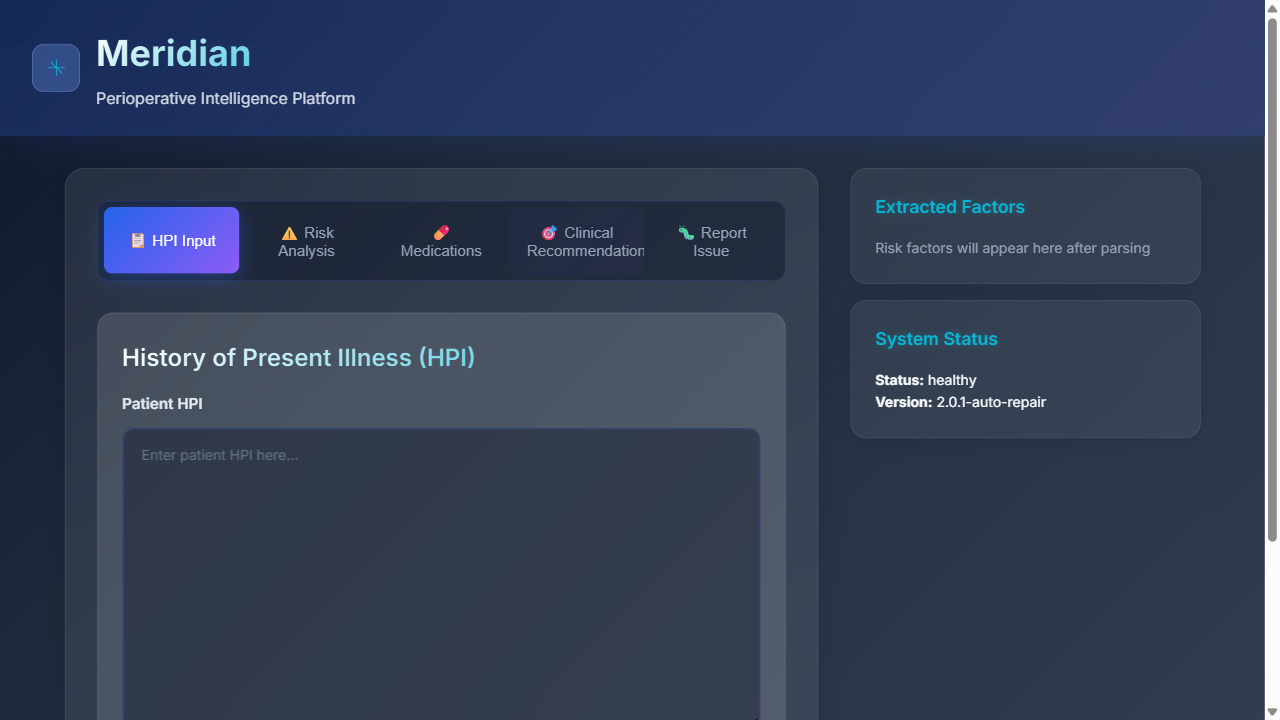 Meridian
Perioperative Intelligence Platform
HPI Input
Risk
Analysis
Medications
Clinical
Recommendation
Report
Issue
History of Present Illness (HPI)
Patient HPI
Enter patient HPI here...
Extracted Factors
Risk factors will appear here after parsing
System Status
Status: healthy
Version: 2.0.1-auto-repair